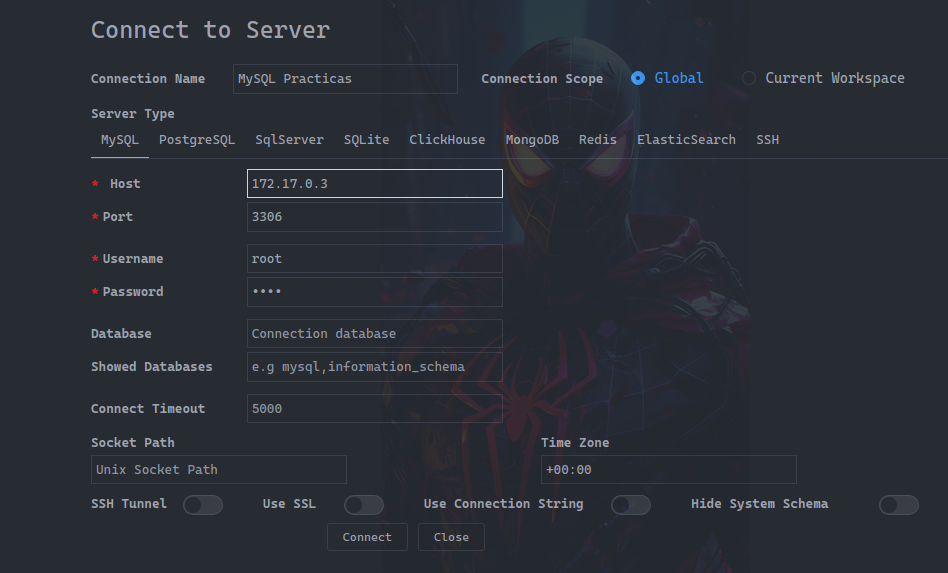 Connect to Server
Connection Name MySQL Practicas Connection Scope Global Current Workspace
Server Type
MySQL PostgreSQL SqlServer SQLite ClickHouse MongoDB Redis ElasticSearch SSH
* Host 172.17.0.3
* Port 3306
* Username root
* Password ••••
Database Connection database
Showed Databases e.g mysql,information_schema
Connect Timeout 5000
Socket Path Time Zone
Unix Socket Path +00:00
SSH Tunnel Use SSL Use Connection String Hide System Schema
Connect Close